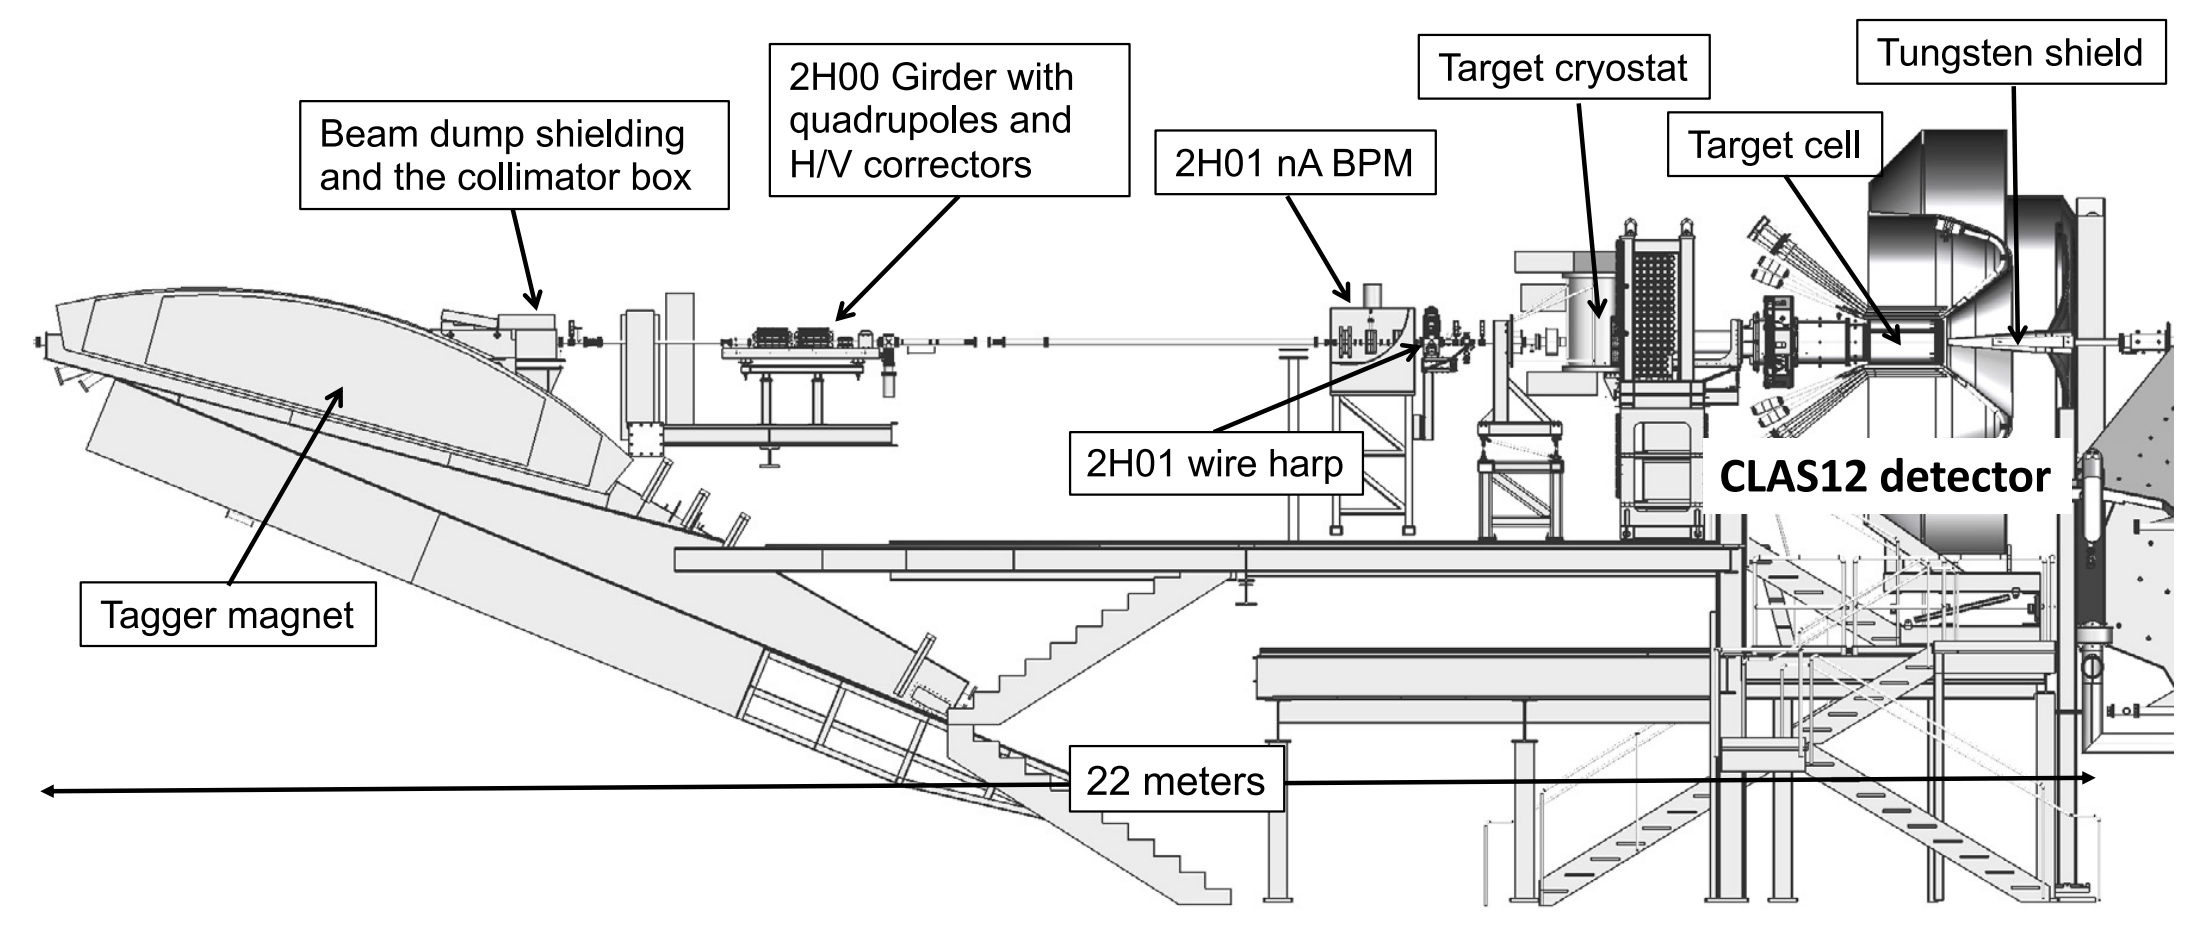 Tungsten shield
2H00 Girder with
quadrupoles and
H/V correctors
Target cryostat
Beam dump shielding
and the collimator box
2H01 nA BPM
Target cell
2H01 wire harp
CLAS12 detector
Tagger magnet
22 meters